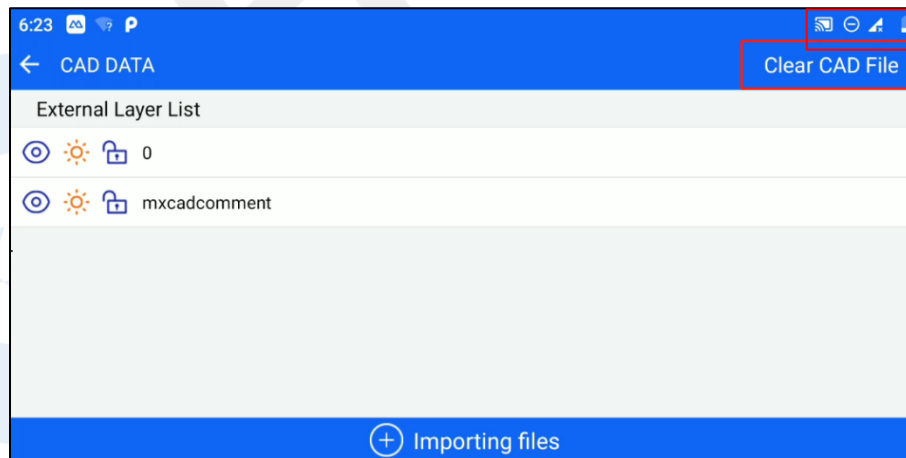 6:23
CAD DATA
Clear CAD File
External Layer List
0
mxcadcomment
Importing files